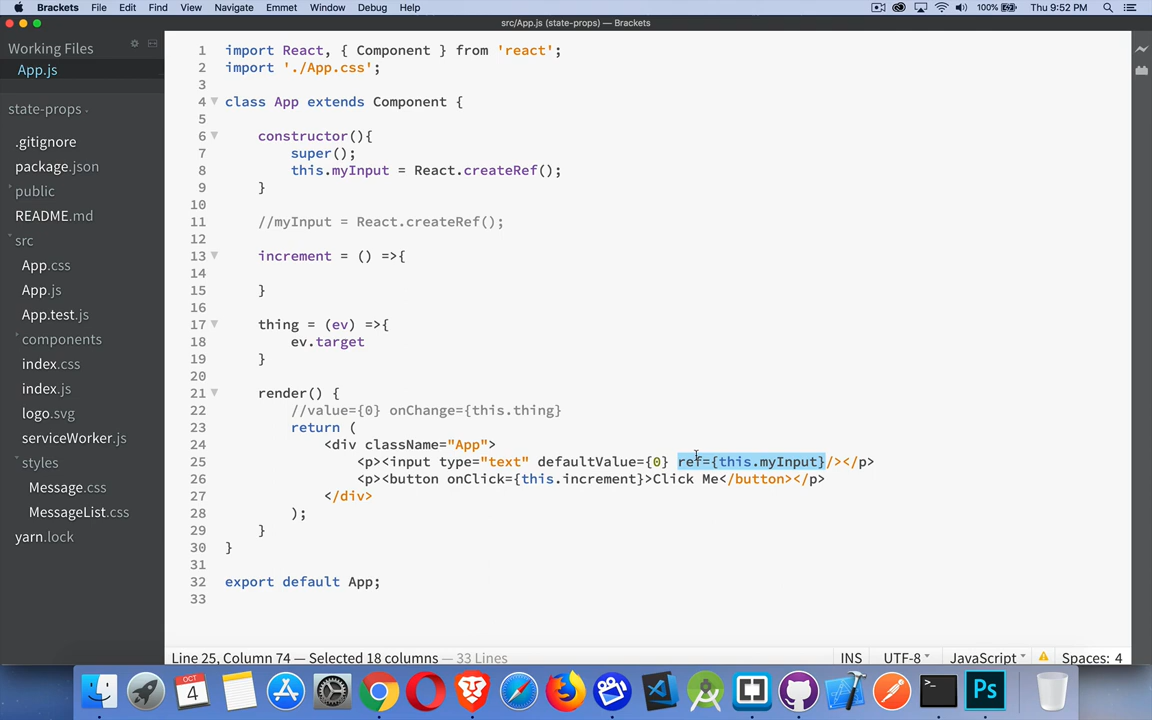 Brackets File Edit Find View Navigate Emmet Window Debug Help 100% Thu 9:52 PM
src/App.js (state-props) — Brackets
Working Files
App.js
state-props
.gitignore
package.json
public
README.md
src
App.css
App.js
App.test.js
components
index.css
index.js
logo.svg
serviceWorker.js
styles
Message.css
MessageList.css
yarn.lock
1 import React, { Component } from 'react';
2 import './App.css';
3
4 class App extends Component {
5
6 constructor(){
7 super();
8 this.myInput = React.createRef();
9 }
10
11 //myInput = React.createRef();
12
13 increment = () =>{
14
15 }
16
17 thing = (ev) =>{
18 ev.target
19 }
20
21 render() {
22 //value={0} onChange={this.thing}
23 return (
24 <div className="App">
25 <p><input type="text" defaultValue={0} ref={this.myInput}/></p>
26 <p><button onClick={this.increment}>Click Me</button></p>
27 </div>
28 );
29 }
30 }
31
32 export default App;
33
Line 25, Column 74 — Selected 18 columns — 33 Lines INS UTF-8 JavaScript Spaces: 4
OCT
4
>_
Ps